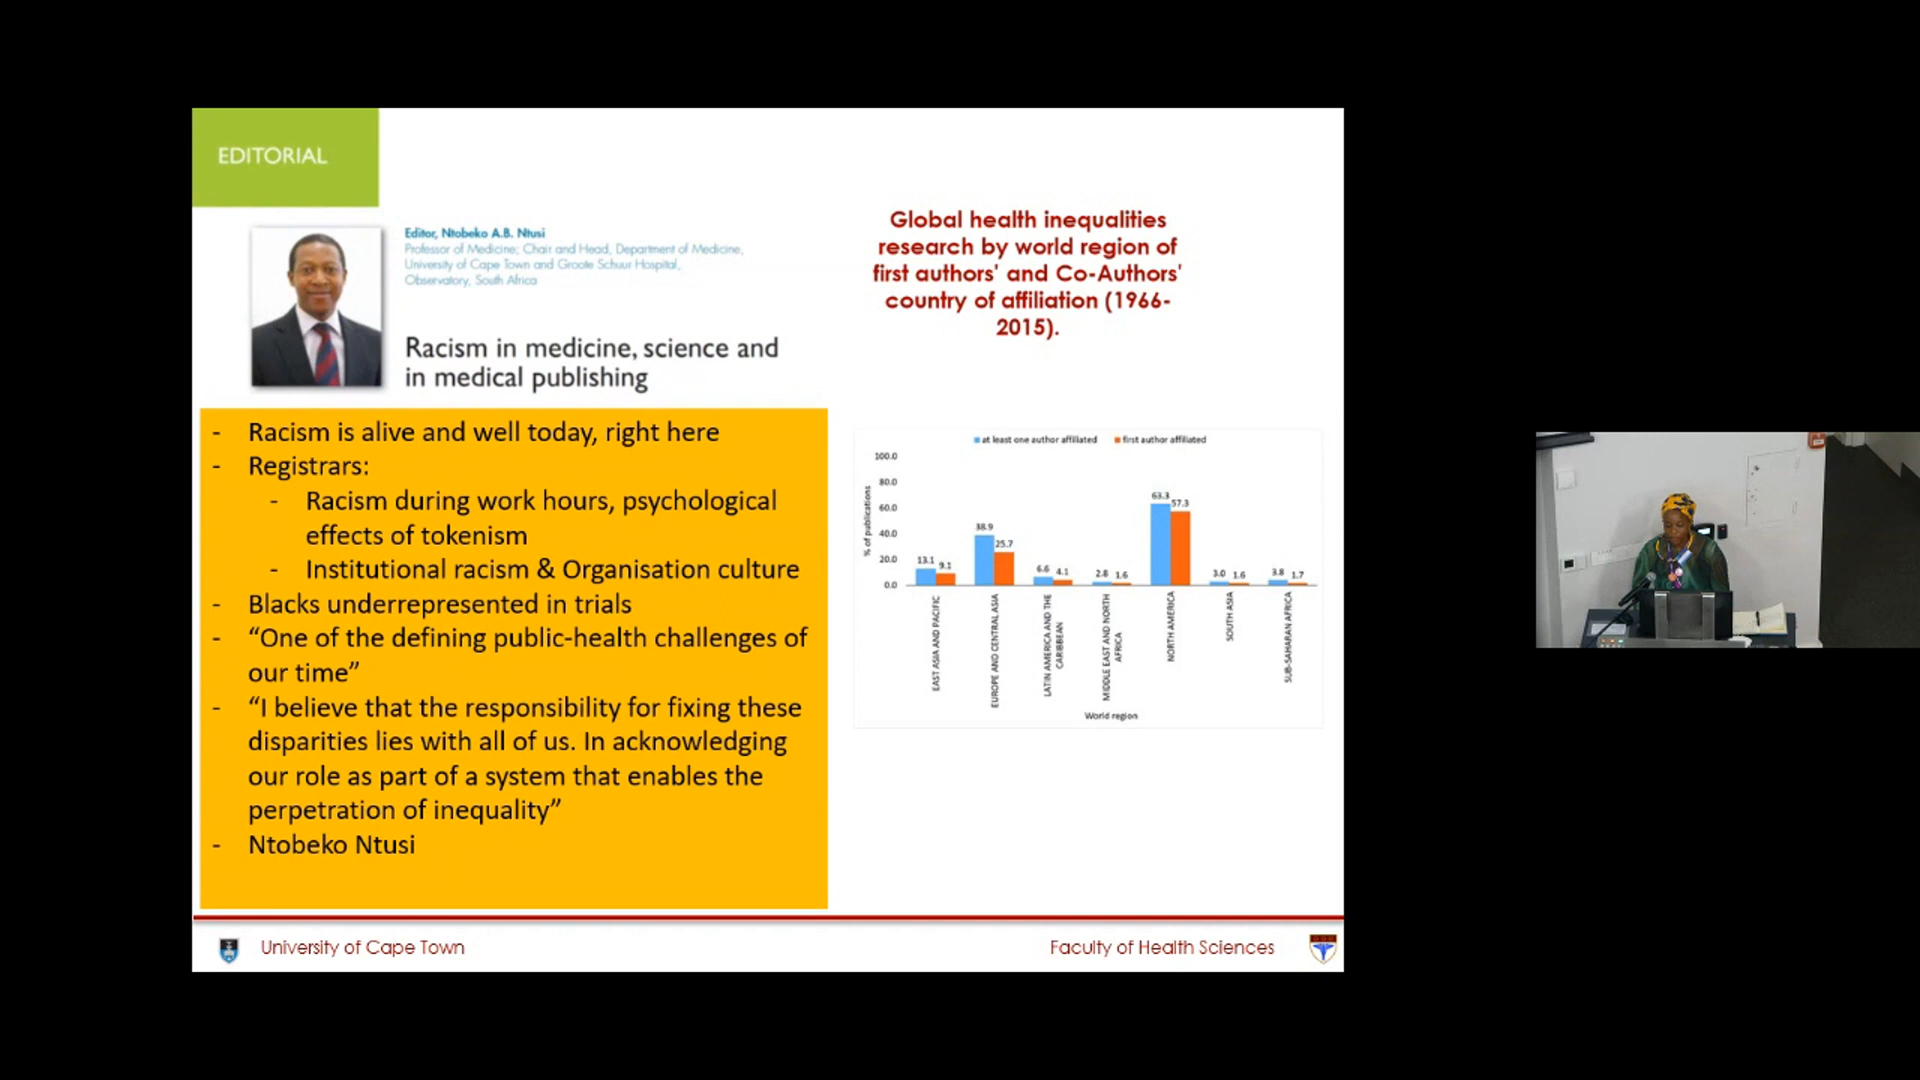 EDITORIAL
Editor, Ntobeko A.B. Ntusi
Professor of Medicine; Chair and Head, Department of Medicine,
University of Cape Town and Groote Schuur Hospital,
Observatory, South Africa
Racism in medicine, science and
in medical publishing
- Racism is alive and well today, right here
- Registrars:
- Racism during work hours, psychological
effects of tokenism
- Institutional racism & Organisation culture
- Blacks underrepresented in trials
- “One of the defining public-health challenges of
our time”
- “I believe that the responsibility for fixing these
disparities lies with all of us. In acknowledging
our role as part of a system that enables the
perpetration of inequality”
- Ntobeko Ntusi
Global health inequalities
research by world region of
first authors' and Co-Authors'
country of affiliation (1966-
2015).
at least one author affiliated
first author affiliated
% of publications
100.0
80.0
60.0
40.0
20.0
0.0
13.1 9.1
38.9 25.7
6.6 4.1
2.8 1.6
63.3 57.3
3.0 1.6
3.8 1.7
EAST ASIA AND PACIFIC
EUROPE AND CENTRAL ASIA
LATIN AMERICA AND THE
CARIBBEAN
MIDDLE EAST AND NORTH
AFRICA
NORTH AMERICA
SOUTH ASIA
SUB-SAHARAN AFRICA
World region
University of Cape Town
Faculty of Health Sciences